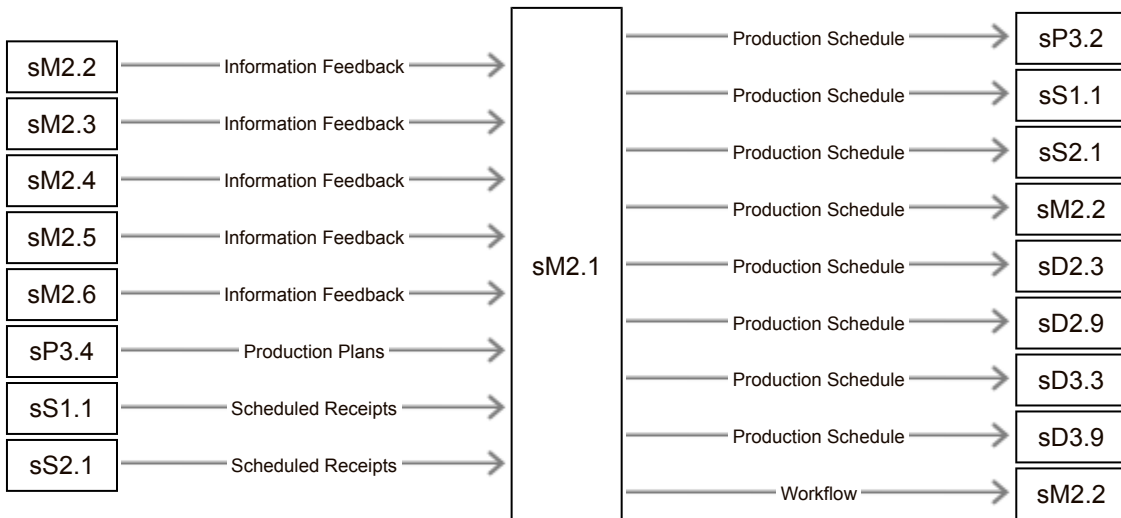 sM2.2 Information Feedback
sM2.3 Information Feedback
sM2.4 Information Feedback
sM2.5 Information Feedback
sM2.6 Information Feedback
sP3.4 Production Plans
sS1.1 Scheduled Receipts
sS2.1 Scheduled Receipts
sM2.1
Production Schedule sP3.2
Production Schedule sS1.1
Production Schedule sS2.1
Production Schedule sM2.2
Production Schedule sD2.3
Production Schedule sD2.9
Production Schedule sD3.3
Production Schedule sD3.9
Workflow sM2.2